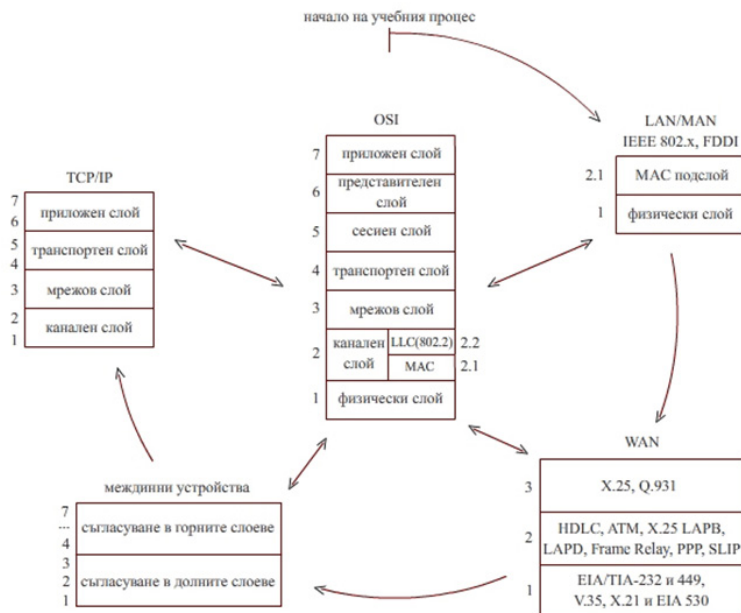 начало на учебния процес
OSI
7 приложен слой
6 представителен
слой
5 сесиен слой
4 транспортен слой
3 мрежов слой
2 канален
слой
LLC(802.2) 2.2
MAC 2.1
1 физически слой
LAN/MAN
IEEE 802.x, FDDI
2.1 MAC подслой
1 физически слой
TCP/IP
7
6
приложен слой
5
4
транспортен слой
3 мрежов слой
2
1
канален слой
WAN
3 X.25, Q.931
2 HDLC, ATM, X.25 LAPB,
LAPD, Frame Relay, PPP, SLIP
1 EIA/TIA-232 и 449,
V.35, X.21 и EIA 530
междинни устройства
7
...
4
съгласуване в горните слоеве
3
2
1
съгласуване в долните слоеве